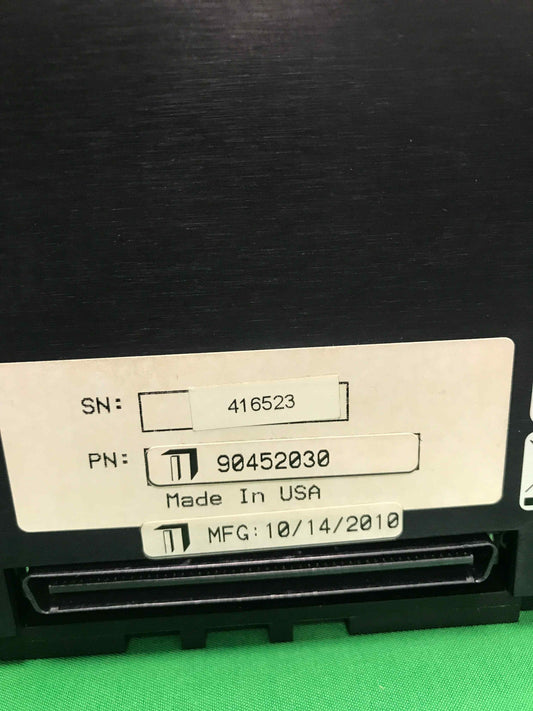 SN: 416523
PN: 90452030
Made In USA
MFG:10/14/2010